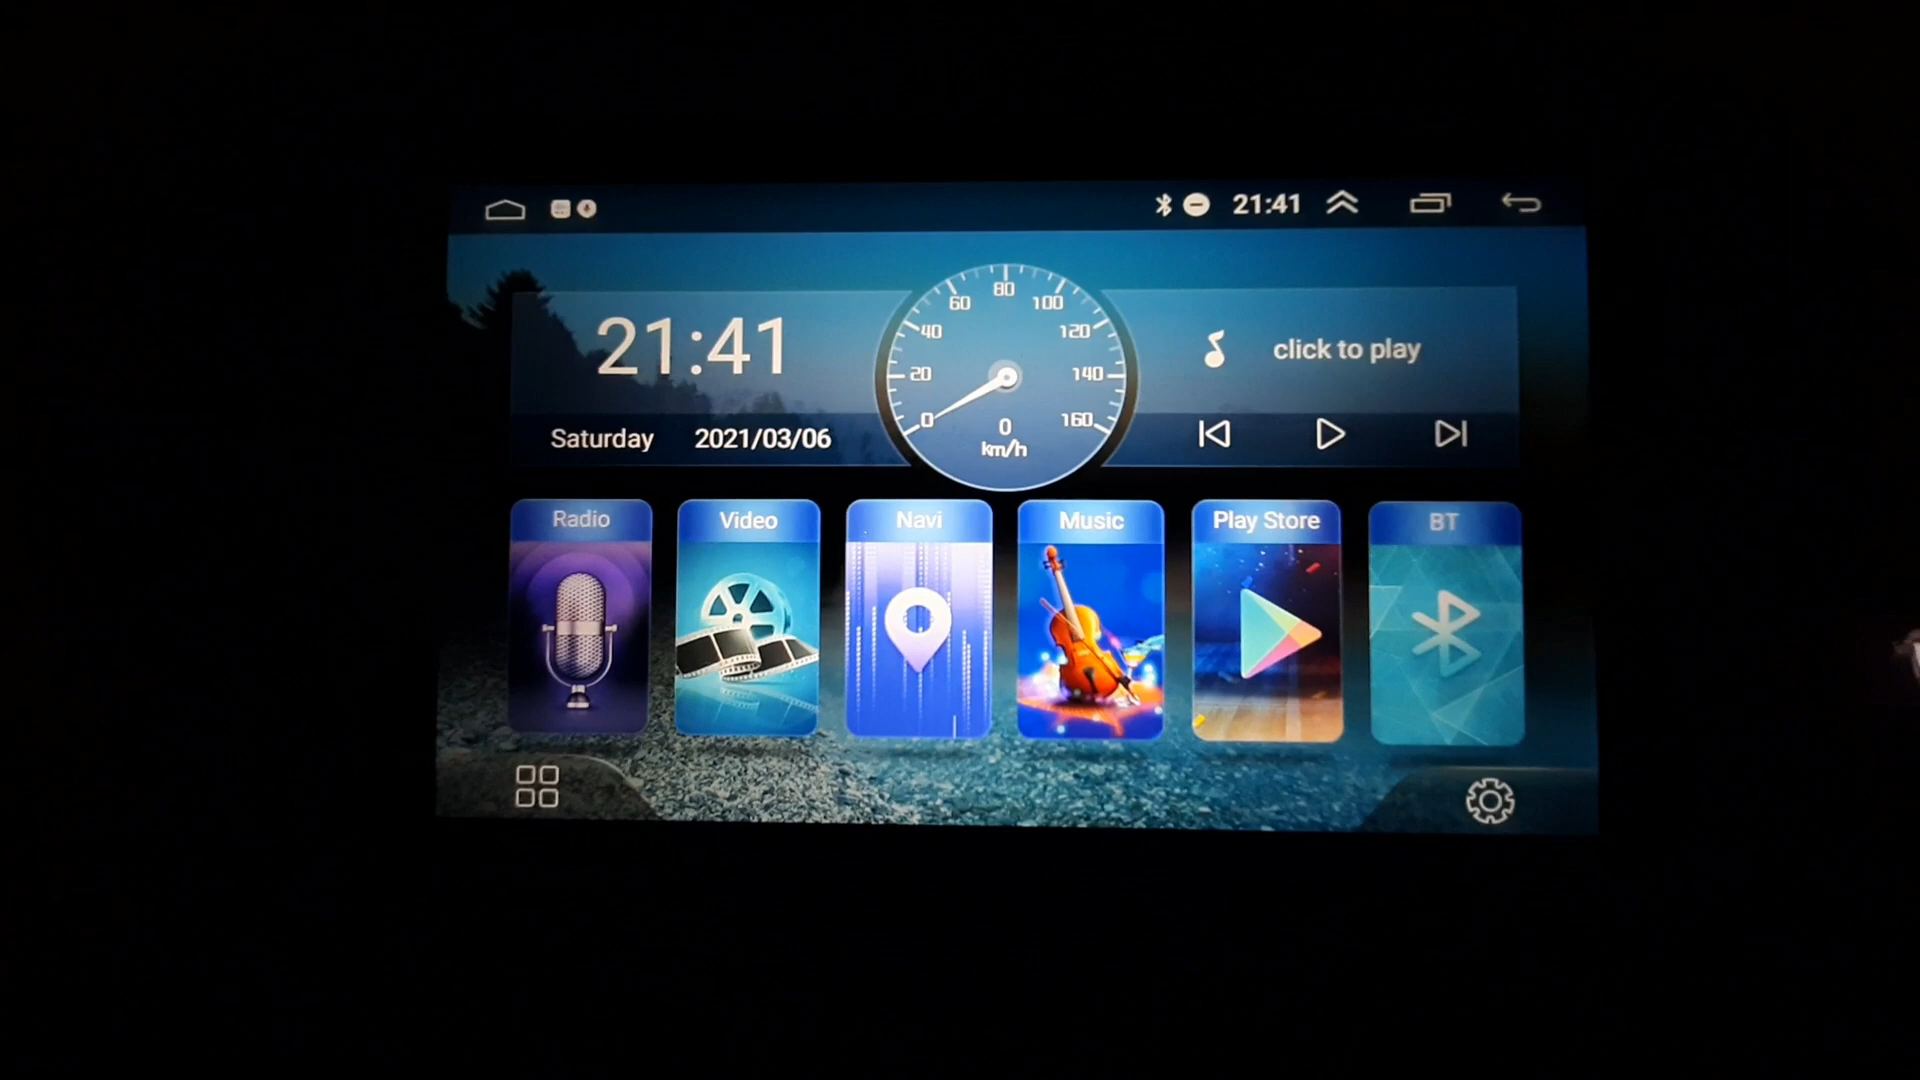 21:41
21:41
Saturday 2021/03/06
0 20 40 60 80 100 120 140 160
0
km/h
click to play
Radio
Video
Navi
Music
Play Store
BT